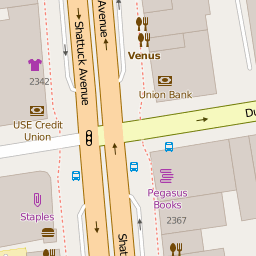 Shattuck Avenue
Avenue
Venus
2342
Union Bank
USE Credit
Union
Du
Pegasus
Books
Staples
2367
Shat